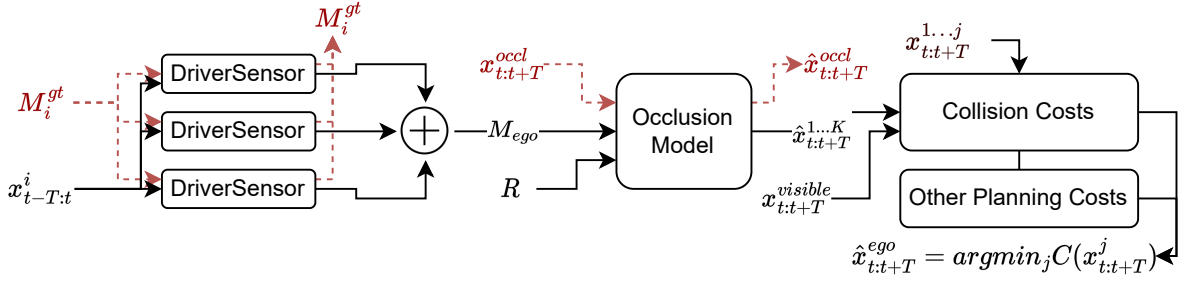 M_i^{gt}
M_i^{gt}
x_{t-T:t}^i
DriverSensor
DriverSensor
DriverSensor
+
M_{ego}
x_{t:t+T}^{occl}
R
Occlusion
Model
\hat{x}_{t:t+T}^{occl}
\hat{x}_{t:t+T}^{1...K}
x_{t:t+T}^{1...j}
x_{t:t+T}^{visible}
Collision Costs
Other Planning Costs
\hat{x}_{t:t+T}^{ego} = argmin_j C(x_{t:t+T}^j)